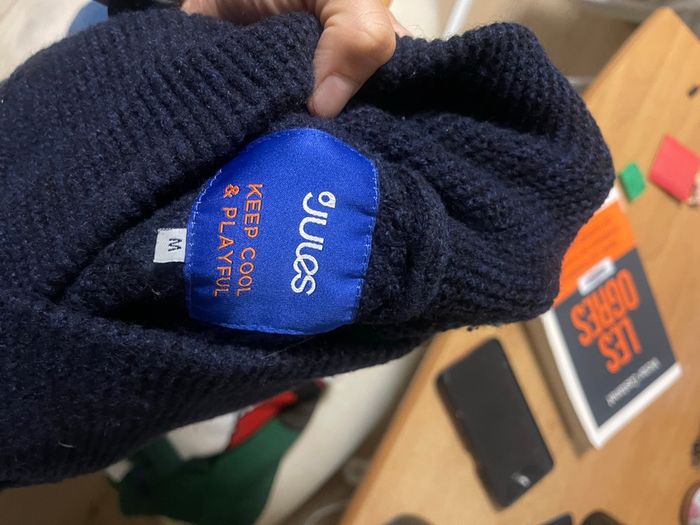 Jules
KEEP COOL
& PLAYFUL
M
LES
OGRES